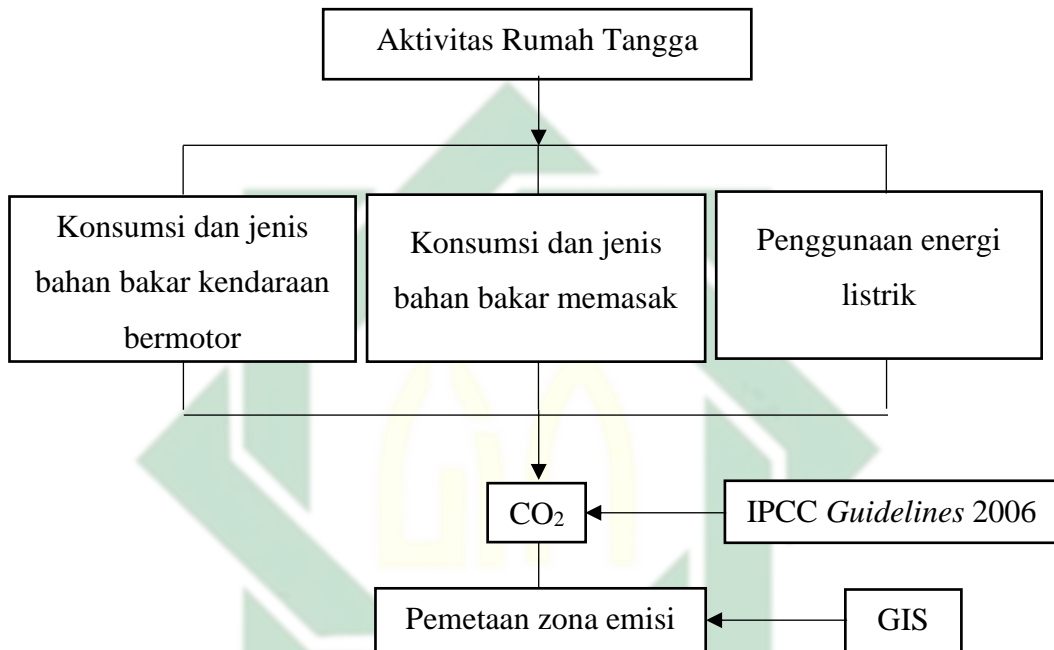 Aktivitas Rumah Tangga
Konsumsi dan jenis
bahan bakar kendaraan
bermotor
Konsumsi dan jenis
bahan bakar memasak
Penggunaan energi
listrik
CO₂
IPCC Guidelines 2006
Pemetaan zona emisi
GIS